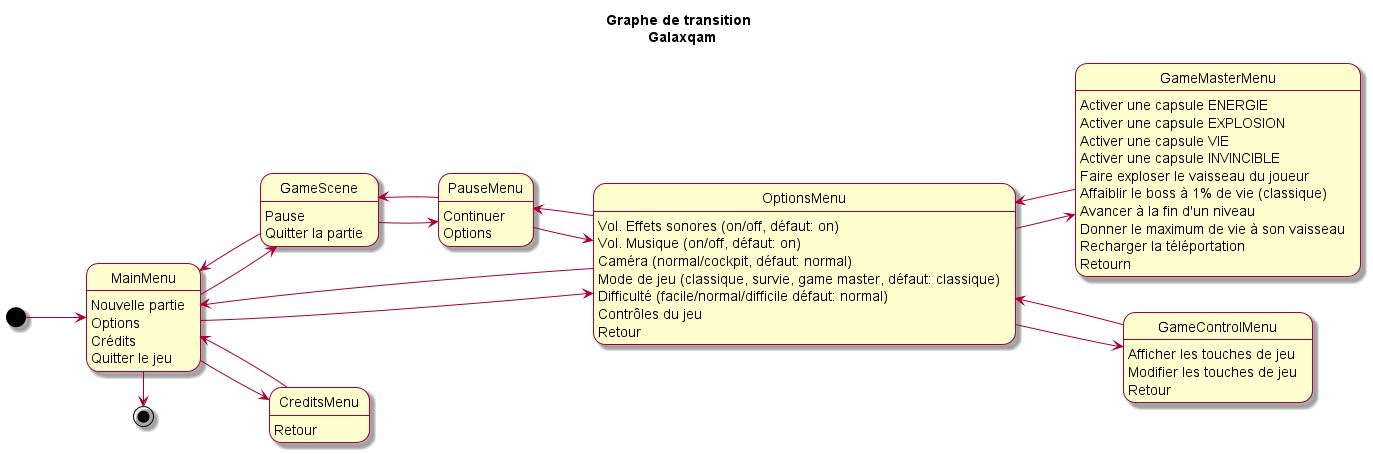 Graphe de transition
Galaxqam
GameMasterMenu
Activer une capsule ENERGIE
Activer une capsule EXPLOSION
Activer une capsule VIE
Activer une capsule INVINCIBLE
Faire exploser le vaisseau du joueur
Affaiblir le boss à 1% de vie (classique)
Avancer à la fin d'un niveau
Donner le maximum de vie à son vaisseau
Recharger la téléportation
Retourn
GameScene
Pause
Quitter la partie
PauseMenu
Continuer
Options
OptionsMenu
Vol. Effets sonores (on/off, défaut: on)
Vol. Musique (on/off, défaut: on)
Caméra (normal/cockpit, défaut: normal)
Mode de jeu (classique, survie, game master, défaut: classique)
Difficulté (facile/normal/difficile défaut: normal)
Contrôles du jeu
Retour
MainMenu
Nouvelle partie
Options
Crédits
Quitter le jeu
GameControlMenu
Afficher les touches de jeu
Modifier les touches de jeu
Retour
CreditsMenu
Retour